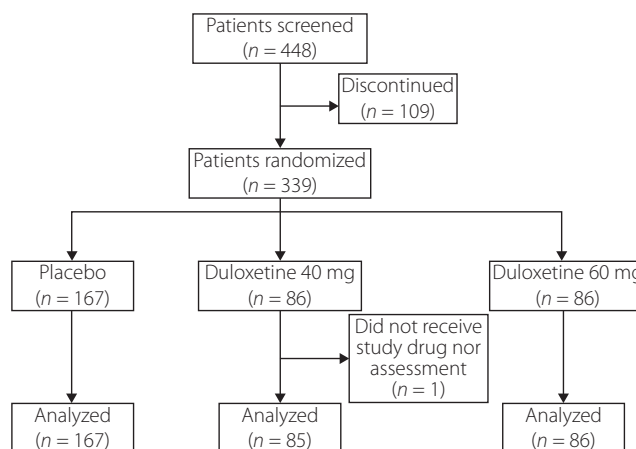 Patients screened
(n = 448)
Discontinued
(n = 109)
Patients randomized
(n = 339)
Placebo
(n = 167)
Duloxetine 40 mg
(n = 86)
Duloxetine 60 mg
(n = 86)
Did not receive
study drug nor
assessment
(n = 1)
Analyzed
(n = 167)
Analyzed
(n = 85)
Analyzed
(n = 86)